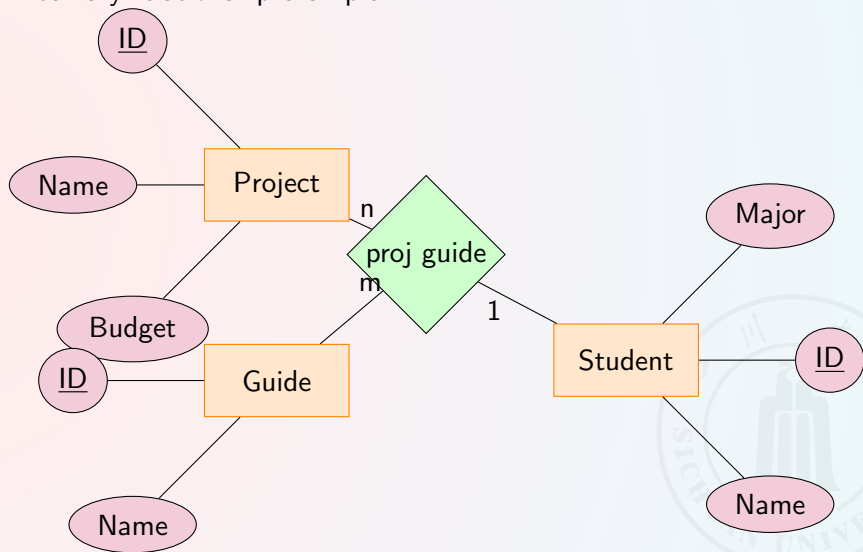 ID
Project
Name
n
proj guide
m
Major
Budget
1
ID
Guide
Student
ID
Name
Name